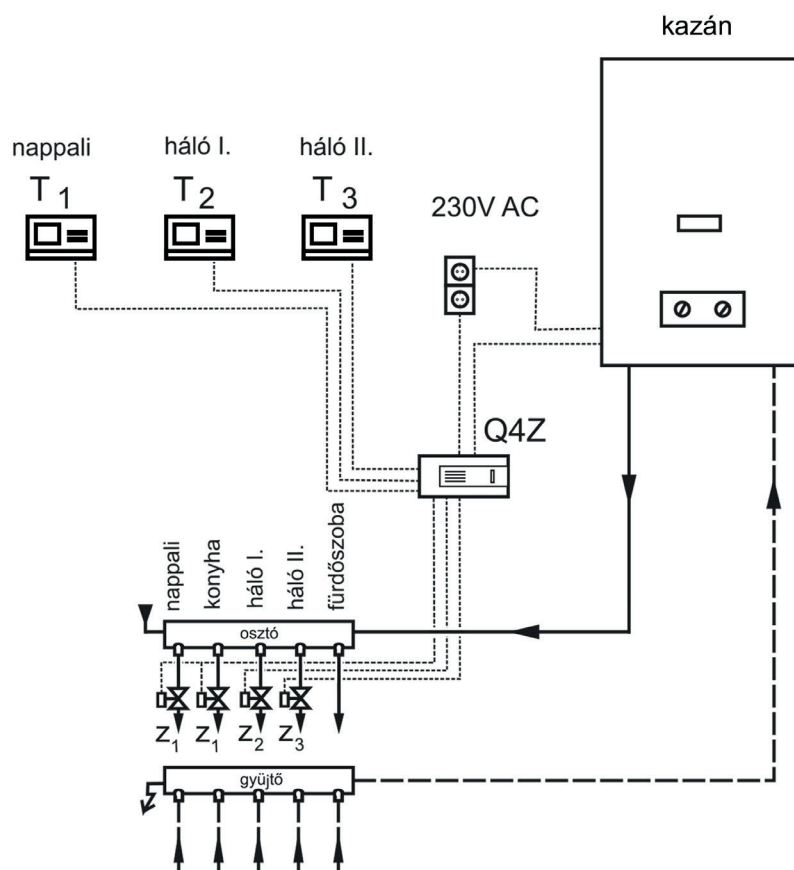 kazán
nappali
háló I.
háló II.
T1
T2
T3
230V AC
Q4Z
nappali
konyha
háló I.
háló II.
fürdőszoba
osztó
z1
z1
z2
z3
gyüjtő